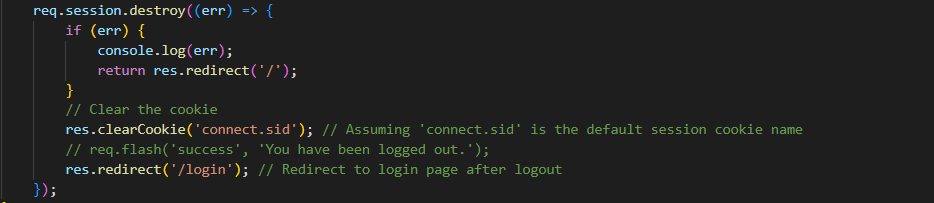 req.session.destroy((err) => {
if (err) {
console.log(err);
return res.redirect('/');
}
// Clear the cookie
res.clearCookie('connect.sid'); // Assuming 'connect.sid' is the default session cookie name
// req.flash('success', 'You have been logged out.');
res.redirect('/login'); // Redirect to login page after logout
});